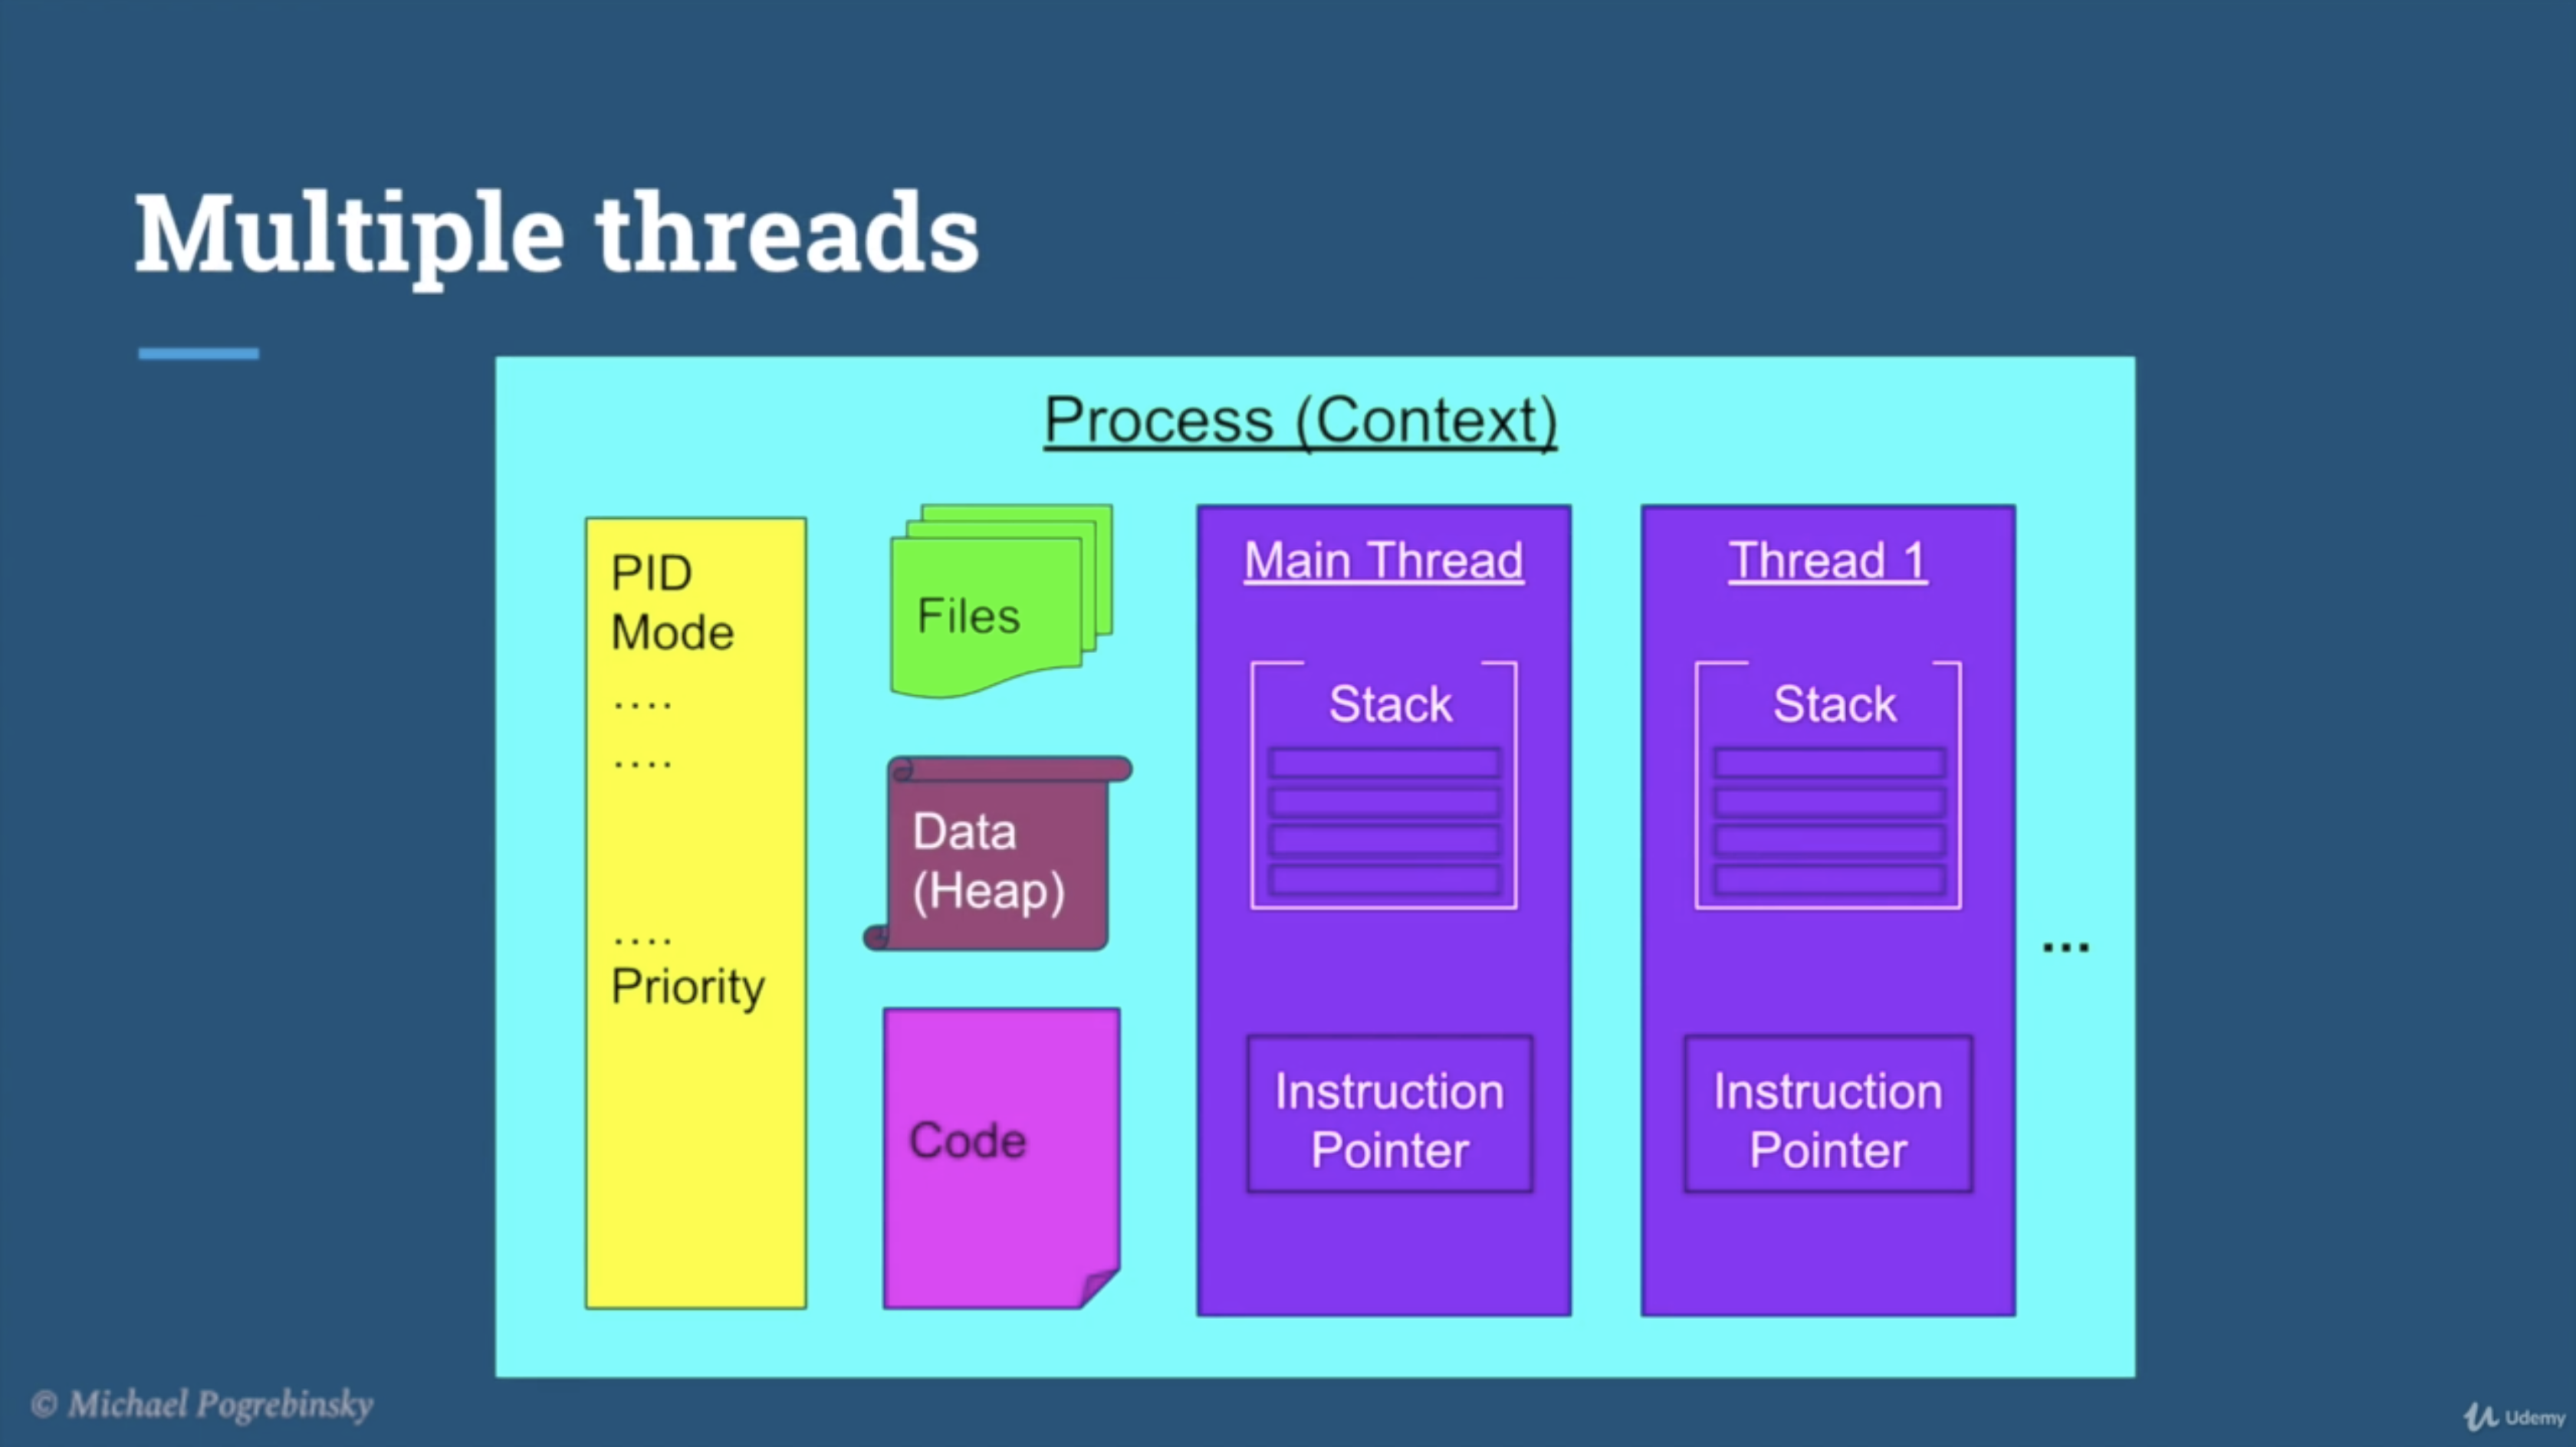 Multiple threads
Process (Context)
PID
Mode
....
....
....
Priority
Files
Data
(Heap)
Code
Main Thread
Stack
Instruction
Pointer
Thread 1
Stack
Instruction
Pointer
...
© Michael Pogrebinsky
Udemy